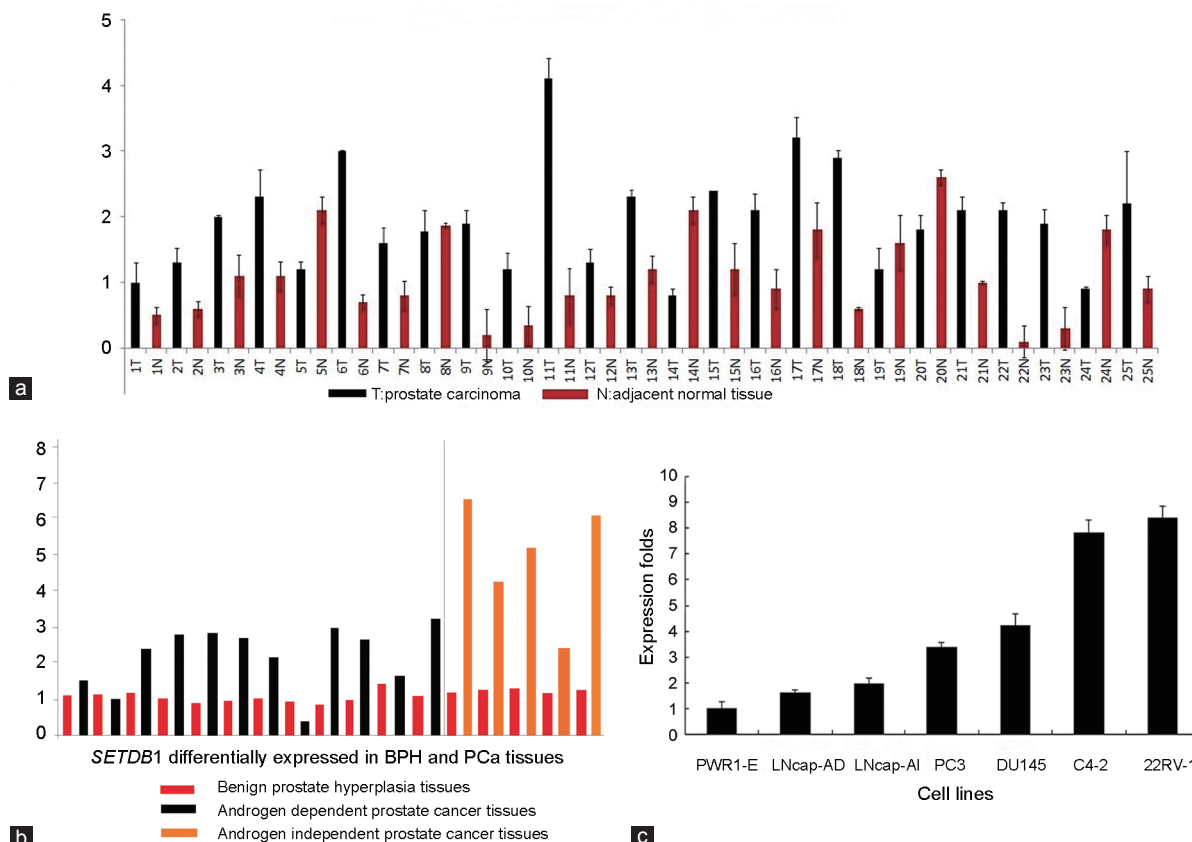 5
4
3
2
1
0
1T 1N 2T 2N 3T 3N 4T 4N 5T 5N 6T 6N 7T 7N 8T 8N 9T 9N 10T 10N 11T 11N 12T 12N 13T 13N 14T 14N 15T 15N 16T 16N 17T 17N 18T 18N 19T 19N 20T 20N 21T 21N 22T 22N 23T 23N 24T 24N 25T 25N
a
T:prostate carcinoma N:adjacent normal tissue
8
7
6
5
4
3
2
1
0
SETDB1 differentially expressed in BPH and PCa tissues
Benign prostate hyperplasia tissues
Androgen dependent prostate cancer tissues
Androgen independent prostate cancer tissues
b
Expression folds
10
9
8
7
6
5
4
3
2
1
0
PWR1-E LNcap-AD LNcap-AI PC3 DU145 C4-2 22RV-1
Cell lines
c